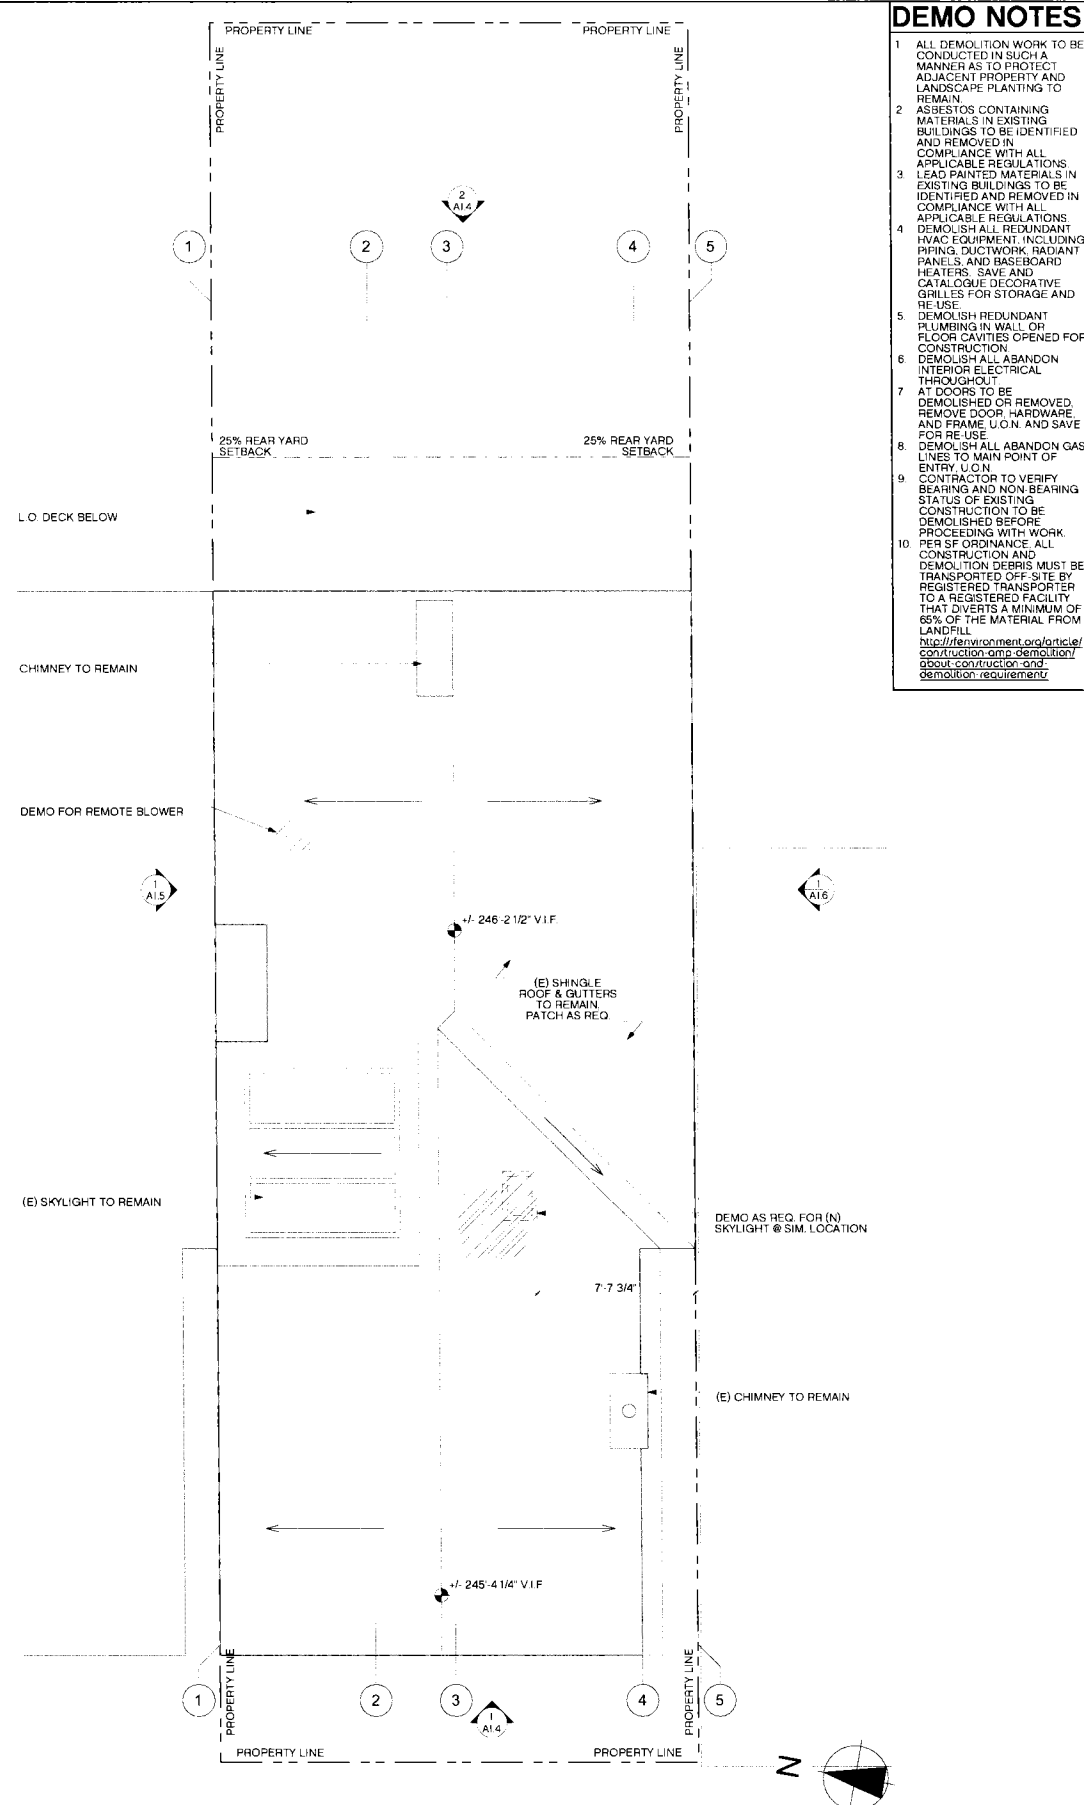 PROPERTY LINE
PROPERTY LINE
PROPERTY LINE
PROPERTY LINE
2
A1.4
1
2
3
4
5
25% REAR YARD
SETBACK
25% REAR YARD
SETBACK
L.O. DECK BELOW
CHIMNEY TO REMAIN
DEMO FOR REMOTE BLOWER
1
A1.5
1
A1.6
+/- 246'-2 1/2" V.I.F.
(E) SHINGLE
ROOF & GUTTERS
TO REMAIN,
PATCH AS REQ.
(E) SKYLIGHT TO REMAIN
DEMO AS REQ. FOR (N)
SKYLIGHT @ SIM. LOCATION
7'-7 3/4"
(E) CHIMNEY TO REMAIN
+/- 245'-4 1/4" V.I.F
PROPERTY LINE
PROPERTY LINE
1
2
3
4
5
1
A1.4
PROPERTY LINE
PROPERTY LINE
N
DEMO NOTES
1 ALL DEMOLITION WORK TO BE
CONDUCTED IN SUCH A
MANNER AS TO PROTECT
ADJACENT PROPERTY AND
LANDSCAPE PLANTING TO
REMAIN.
2 ASBESTOS CONTAINING
MATERIALS IN EXISTING
BUILDINGS TO BE IDENTIFIED
AND REMOVED IN
COMPLIANCE WITH ALL
APPLICABLE REGULATIONS.
3. LEAD PAINTED MATERIALS IN
EXISTING BUILDINGS TO BE
IDENTIFIED AND REMOVED IN
COMPLIANCE WITH ALL
APPLICABLE REGULATIONS.
4 DEMOLISH ALL REDUNDANT
HVAC EQUIPMENT, INCLUDING
PIPING, DUCTWORK, RADIANT
PANELS, AND BASEBOARD
HEATERS. SAVE AND
CATALOGUE DECORATIVE
GRILLES FOR STORAGE AND
RE-USE.
5. DEMOLISH REDUNDANT
PLUMBING IN WALL OR
FLOOR CAVITIES OPENED FOR
CONSTRUCTION.
6. DEMOLISH ALL ABANDON
INTERIOR ELECTRICAL
THROUGHOUT.
7 AT DOORS TO BE
DEMOLISHED OR REMOVED,
REMOVE DOOR, HARDWARE,
AND FRAME, U.O.N. AND SAVE
FOR RE-USE.
8. DEMOLISH ALL ABANDON GAS
LINES TO MAIN POINT OF
ENTRY, U.O.N.
9. CONTRACTOR TO VERIFY
BEARING AND NON-BEARING
STATUS OF EXISTING
CONSTRUCTION TO BE
DEMOLISHED BEFORE
PROCEEDING WITH WORK.
10. PER SF ORDINANCE, ALL
CONSTRUCTION AND
DEMOLITION DEBRIS MUST BE
TRANSPORTED OFF-SITE BY
REGISTERED TRANSPORTER
TO A REGISTERED FACILITY
THAT DIVERTS A MINIMUM OF
65% OF THE MATERIAL FROM
LANDFILL
http://sfenvironment.org/article/
construction-amp-demolition/
about-construction-and-
demolition-requirements